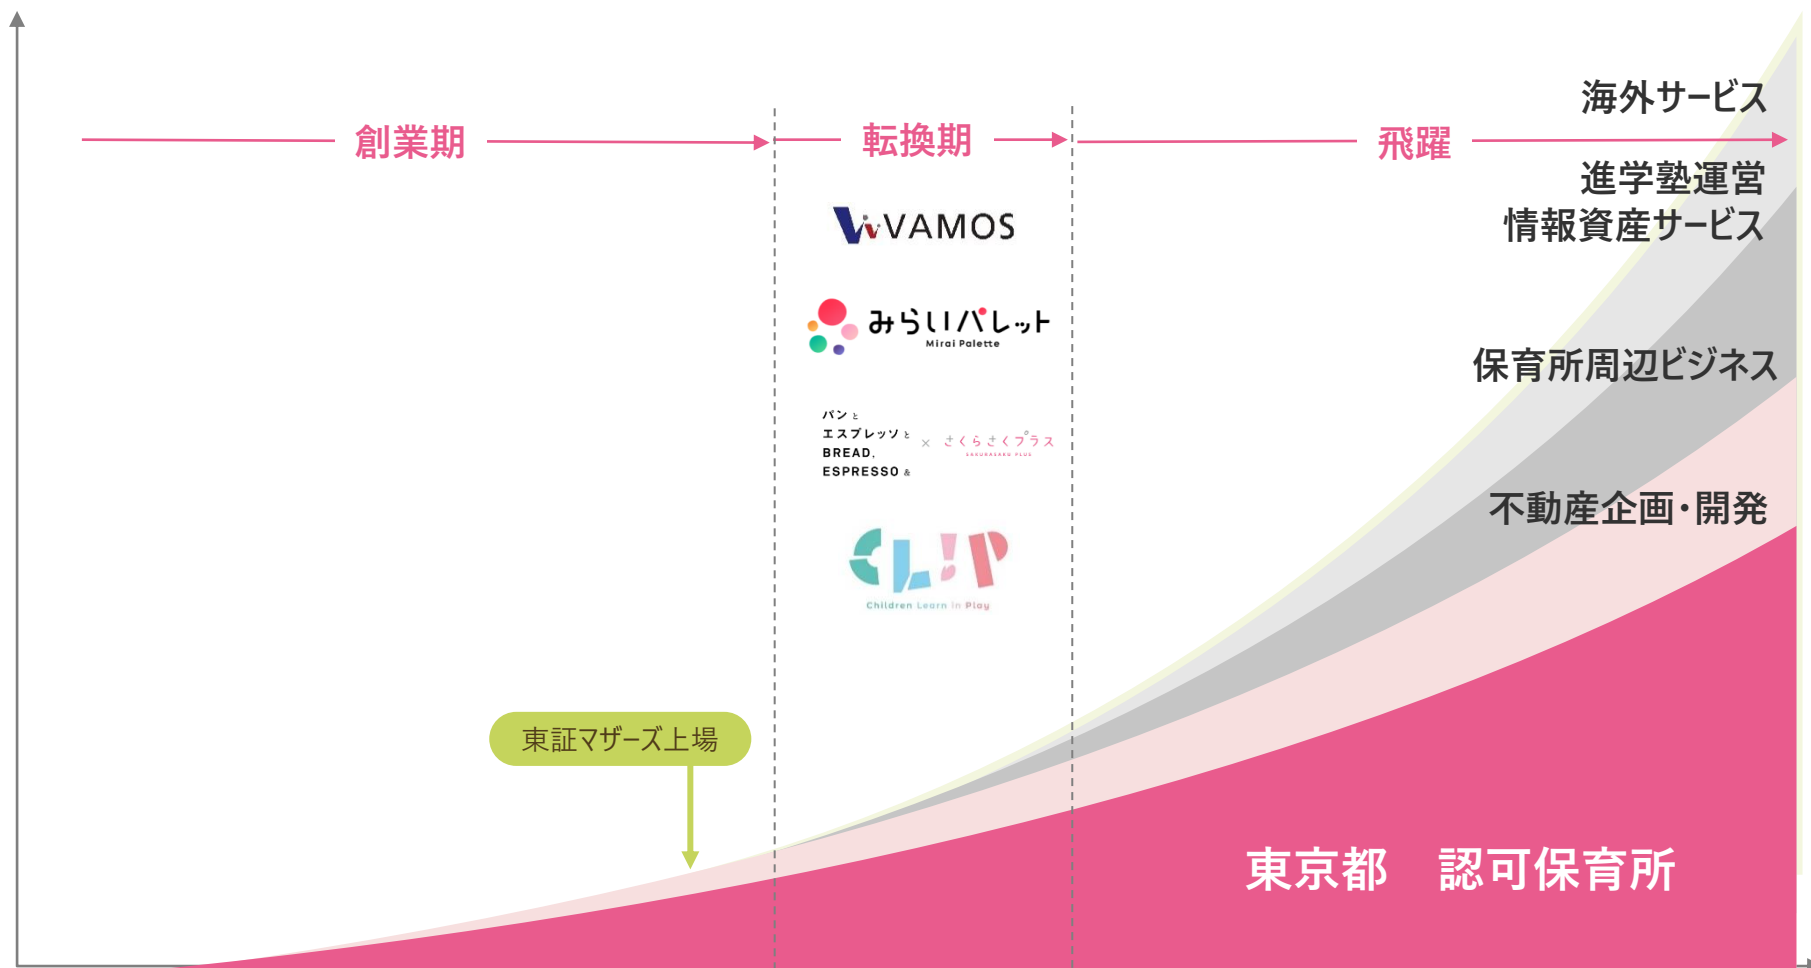 海外サービス
創業期
転換期
飛躍
進学塾運営
情報資産サービス
VAMOS
みらいパレット
Mirai Palette
保育所周辺ビジネス
パンと
エスプレッソと
BREAD,
ESPRESSO &
× さくらさくプラス
SAKURASAKU PLUS
不動産企画・開発
CL!P
Children Learn in Play
東証マザーズ上場
東京都　認可保育所